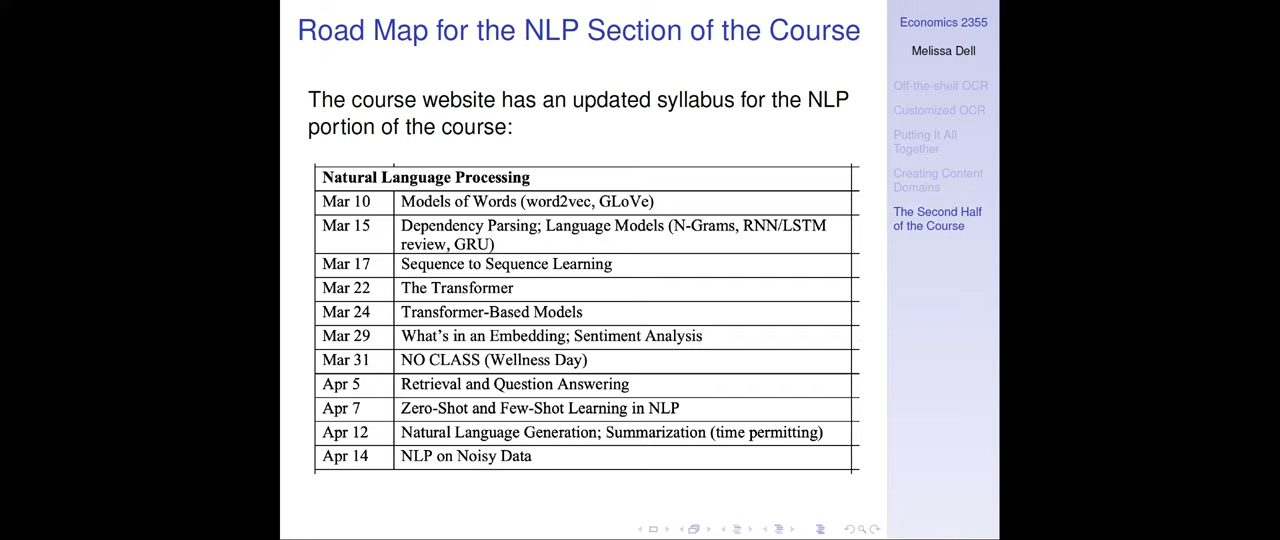 Road Map for the NLP Section of the Course
The course website has an updated syllabus for the NLP
portion of the course:
Natural Language Processing
Mar 10 Models of Words (word2vec, GLoVe)
Mar 15 Dependency Parsing; Language Models (N-Grams, RNN/LSTM
review, GRU)
Mar 17 Sequence to Sequence Learning
Mar 22 The Transformer
Mar 24 Transformer-Based Models
Mar 29 What's in an Embedding; Sentiment Analysis
Mar 31 NO CLASS (Wellness Day)
Apr 5 Retrieval and Question Answering
Apr 7 Zero-Shot and Few-Shot Learning in NLP
Apr 12 Natural Language Generation; Summarization (time permitting)
Apr 14 NLP on Noisy Data
Economics 2355
Melissa Dell
Off-the-shelf OCR
Customized OCR
Putting It All
Together
Creating Content
Domains
The Second Half
of the Course